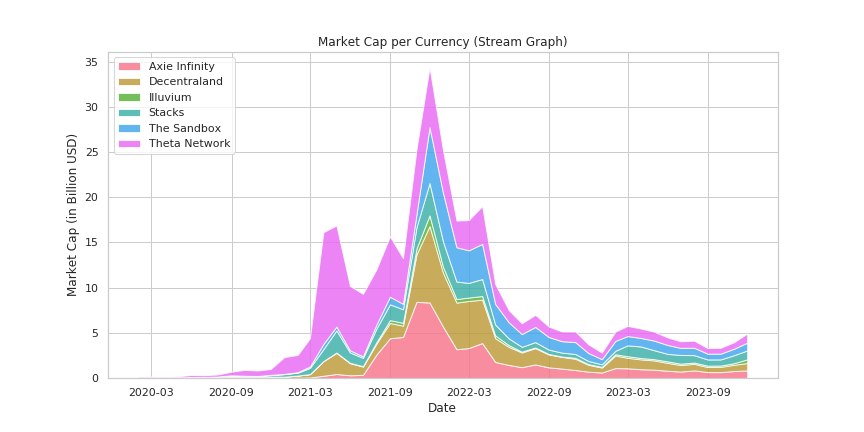 Market Cap per Currency (Stream Graph)
Market Cap (in Billion USD)
35
30
25
20
15
10
5
0
Axie Infinity
Decentraland
Illuvium
Stacks
The Sandbox
Theta Network
2020-03 2020-09 2021-03 2021-09 2022-03 2022-09 2023-03 2023-09
Date